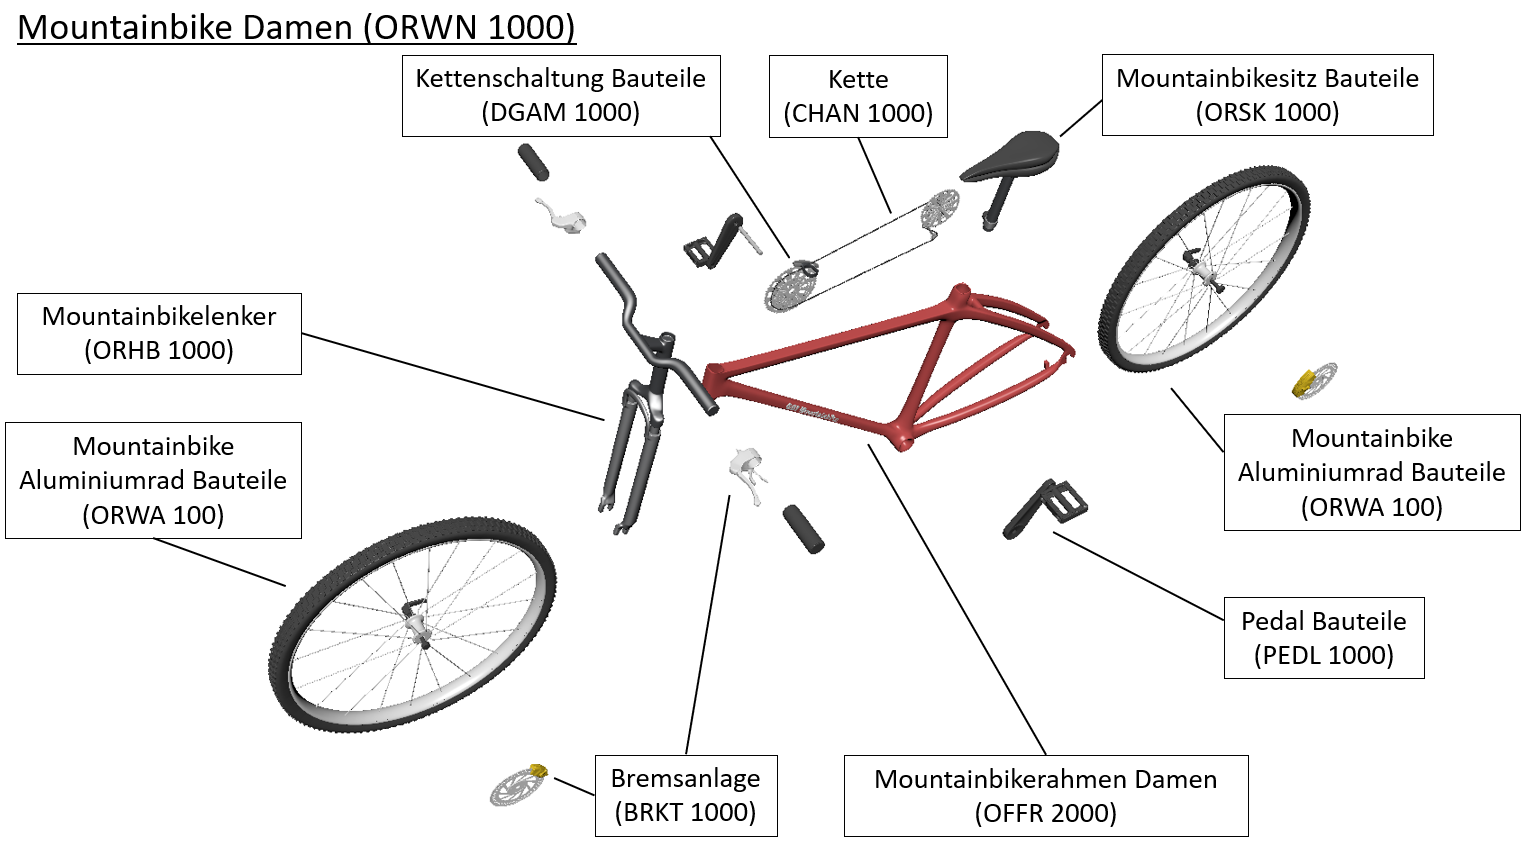 Mountainbike Damen (ORWN 1000)
Kettenschaltung Bauteile
(DGAM 1000)
Kette
(CHAN 1000)
Mountainbikesitz Bauteile
(ORSK 1000)
Mountainbikelenker
(ORHB 1000)
Mountainbike
Aluminiumrad Bauteile
(ORWA 100)
Mountainbike
Aluminiumrad Bauteile
(ORWA 100)
Pedal Bauteile
(PEDL 1000)
Bremsanlage
(BRKT 1000)
Mountainbikerahmen Damen
(OFFR 2000)